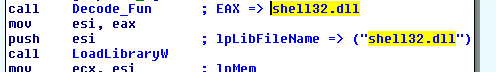 call Decode_Fun ; EAX => shell32.dll
mov esi, eax
push esi ; lpLibFileName => ("shell32.dll")
call LoadLibraryW
mov ecx, esi ; lpMem